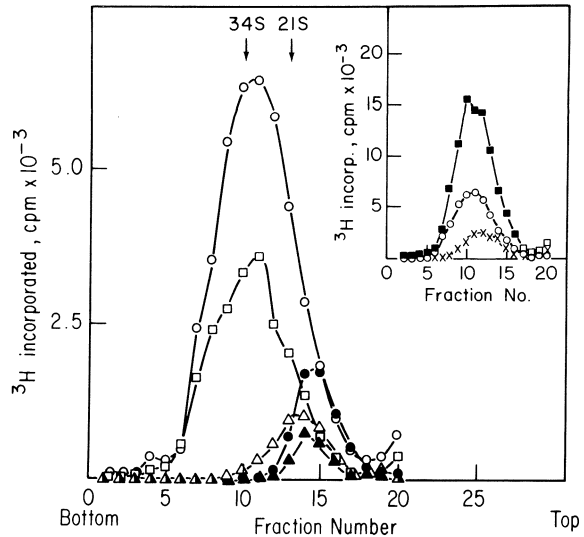 34S 21S
5.0
2.5
³H incorporated, cpm x 10⁻³
0 5 10 15 20 25
Bottom Fraction Number Top
20
15
10
5
³H incorp., cpm x10⁻³
0 5 10 15 20
Fraction No.